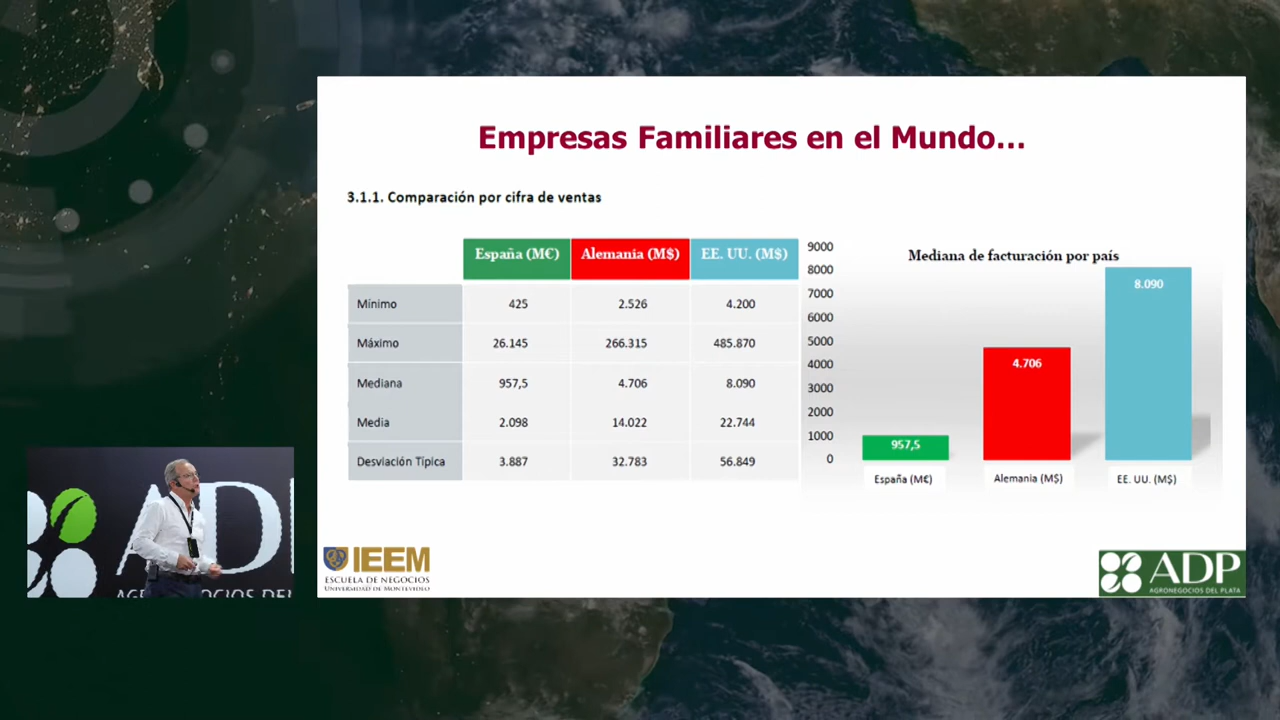 Empresas Familiares en el Mundo...
3.1.1. Comparación por cifra de ventas
España (M€) Alemania (M$) EE. UU. (M$)
Mínimo 425 2.526 4.200
Máximo 26.145 266.315 485.870
Mediana 957,5 4.706 8.090
Media 2.098 14.022 22.744
Desviación Típica 3.887 32.783 56.849
Mediana de facturación por país
9000
8000
7000
6000
5000
4000
3000
2000
1000
0
957,5
4.706
8.090
España (M€) Alemania (M$) EE. UU. (M$)
IEEM
ESCUELA DE NEGOCIOS
UNIVERSIDAD DE MONTEVIDEO
ADP
AGRONEGOCIOS DEL PLATA
AD